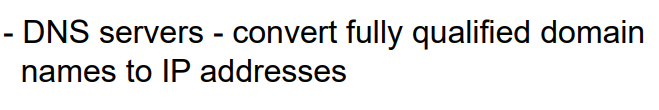 - DNS servers - convert fully qualified domain
names to IP addresses